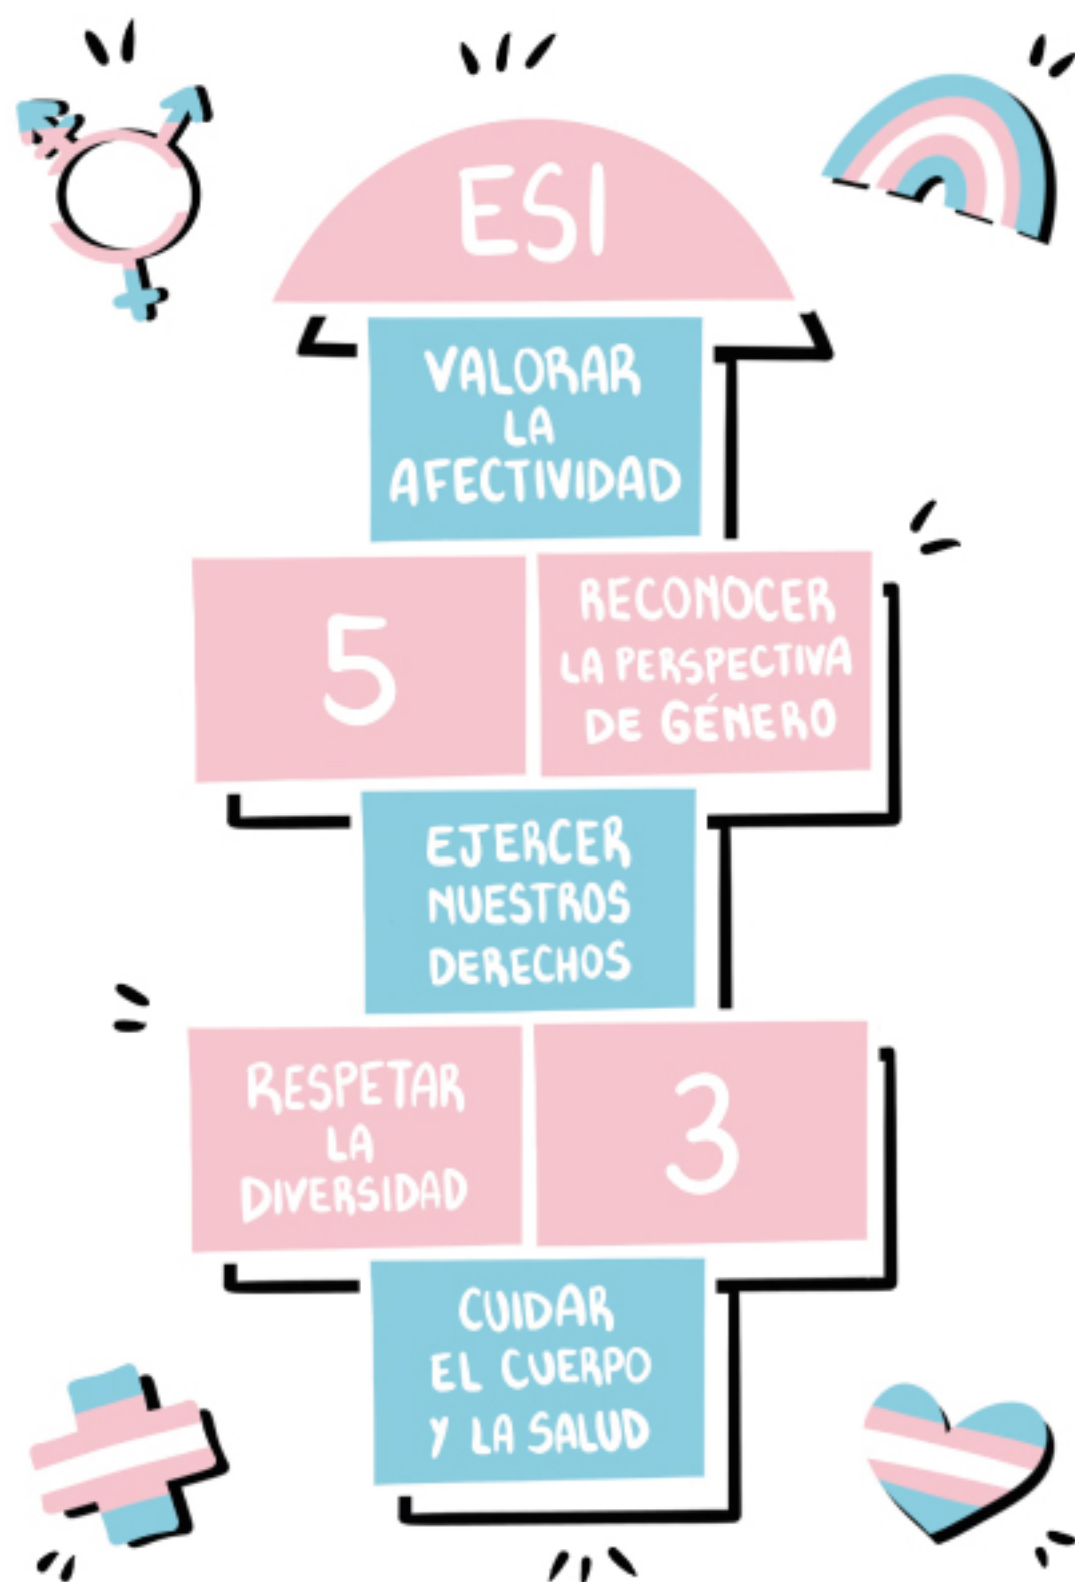 ESI
VALORAR
LA
AFECTIVIDAD
5
RECONOCER
LA PERSPECTIVA
DE GÉNERO
EJERCER
NUESTROS
DERECHOS
RESPETAR
LA
DIVERSIDAD
3
CUIDAR
EL CUERPO
Y LA SALUD